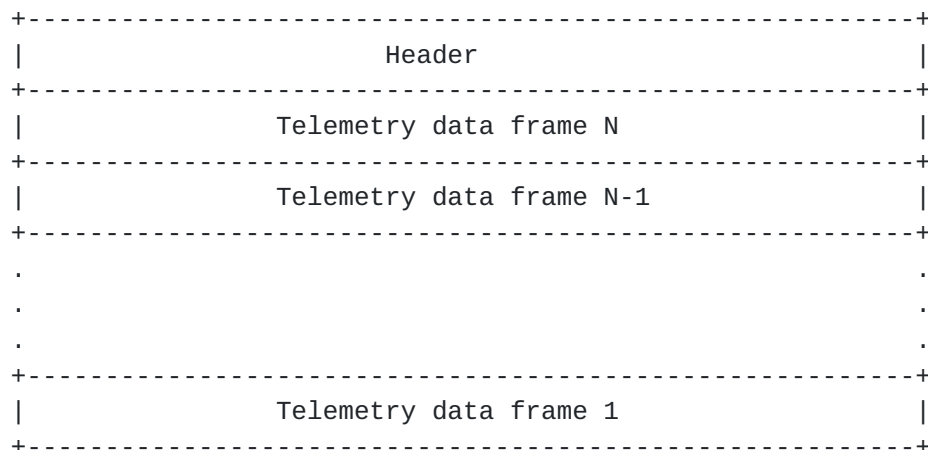 +---------------------------------------------------------+
|                       Header                            |
+---------------------------------------------------------+
|                Telemetry data frame N                   |
+---------------------------------------------------------+
|                Telemetry data frame N-1                 |
+---------------------------------------------------------+
.                                                         .
.                                                         .
.                                                         .
+---------------------------------------------------------+
|                Telemetry data frame 1                   |
+---------------------------------------------------------+